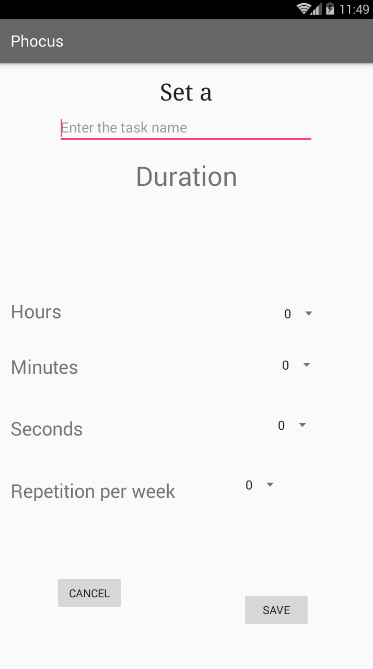 11:49
Phocus
Set a
Enter the task name
Duration
Hours 0
Minutes 0
Seconds 0
Repetition per week 0
CANCEL
SAVE